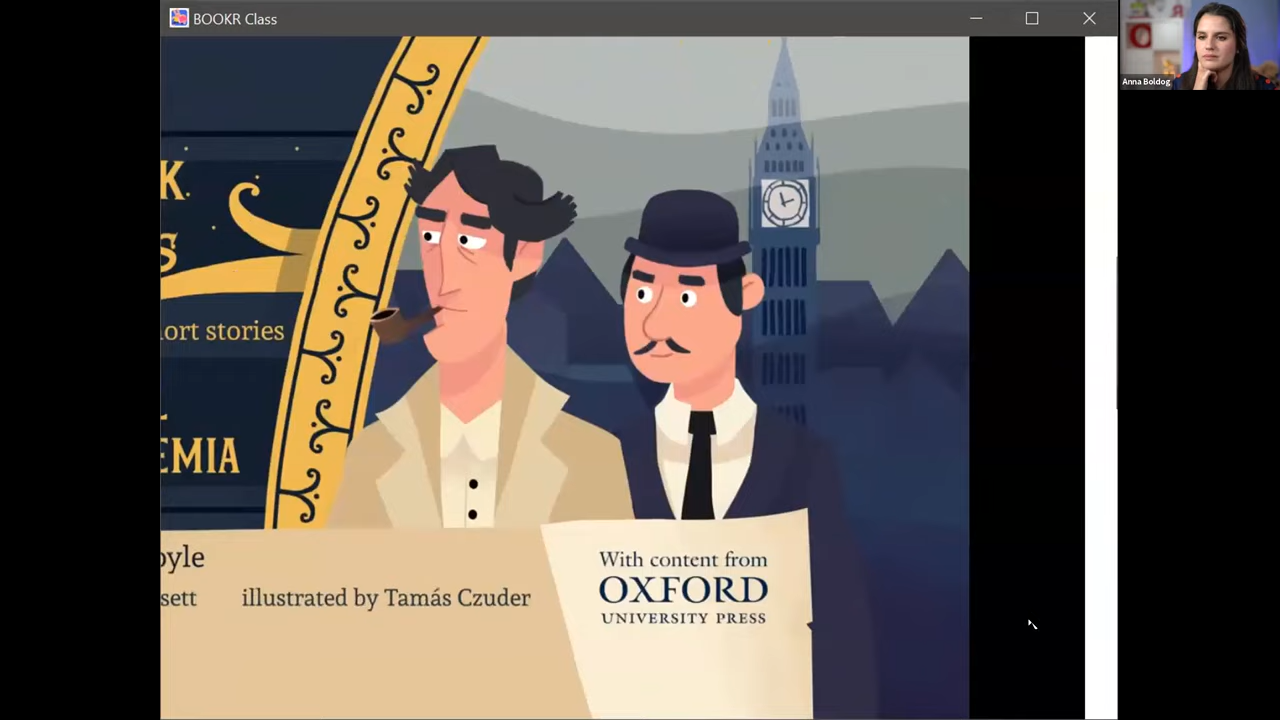 BOOKR Class
Anna Boldog
K
S
ort stories
EMIA
oyle
sett
illustrated by Tamás Czuder
With content from
OXFORD
UNIVERSITY PRESS